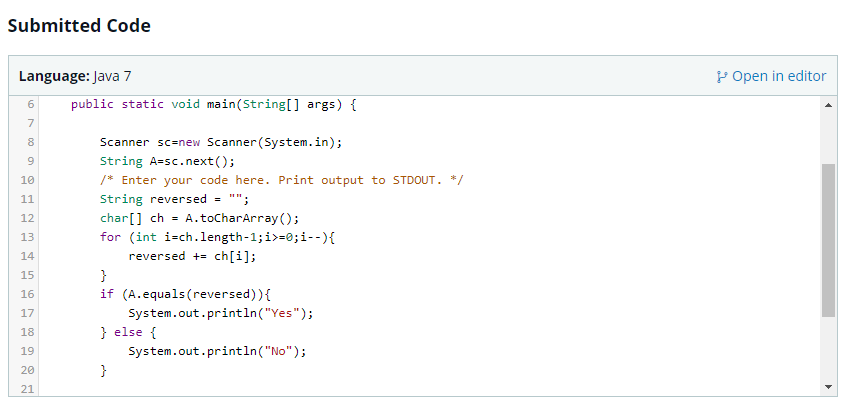 Submitted Code
Language: Java 7 Open in editor
6 public static void main(String[] args) {
7
8 Scanner sc=new Scanner(System.in);
9 String A=sc.next();
10 /* Enter your code here. Print output to STDOUT. */
11 String reversed = "";
12 char[] ch = A.toCharArray();
13 for (int i=ch.length-1;i>=0;i--){
14 reversed += ch[i];
15 }
16 if (A.equals(reversed)){
17 System.out.println("Yes");
18 } else {
19 System.out.println("No");
20 }
21